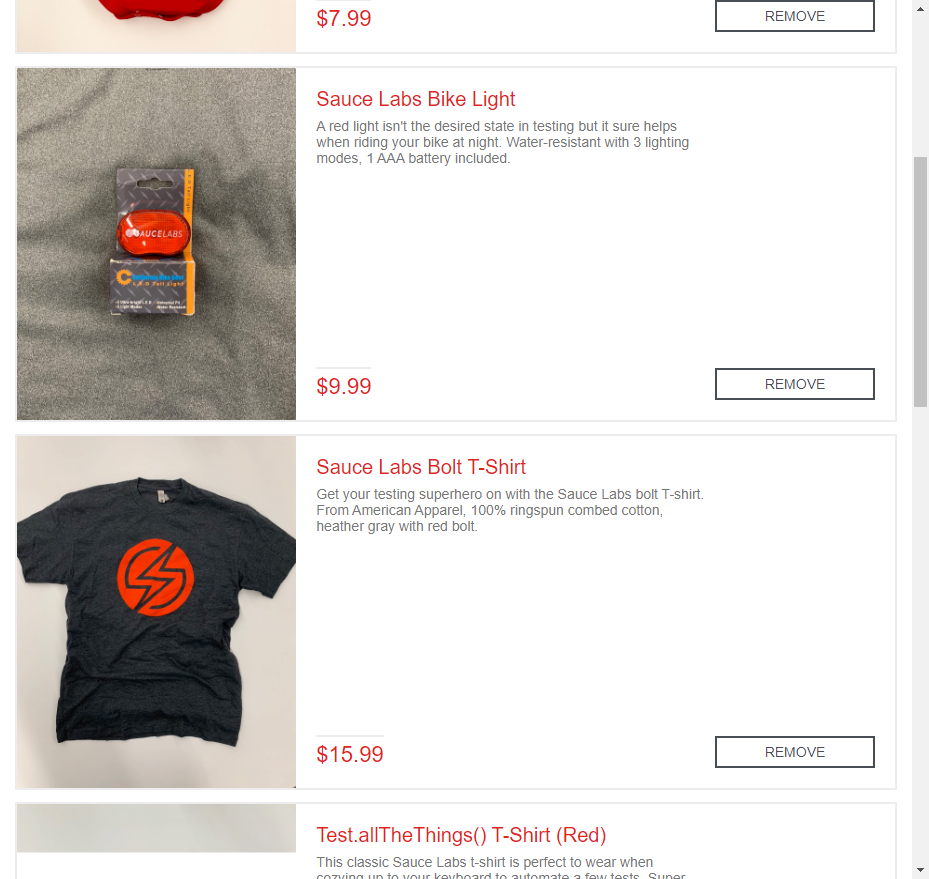 $7.99
REMOVE
Sauce Labs Bike Light
A red light isn't the desired state in testing but it sure helps
when riding your bike at night. Water-resistant with 3 lighting
modes, 1 AAA battery included.
SAUCELABS
L.E.D Tail Light
$9.99
REMOVE
Sauce Labs Bolt T-Shirt
Get your testing superhero on with the Sauce Labs bolt T-shirt.
From American Apparel, 100% ringspun combed cotton,
heather gray with red bolt.
$15.99
REMOVE
Test.allTheThings() T-Shirt (Red)
This classic Sauce Labs t-shirt is perfect to wear when
cozying up to your keyboard to automate a few tests. Super